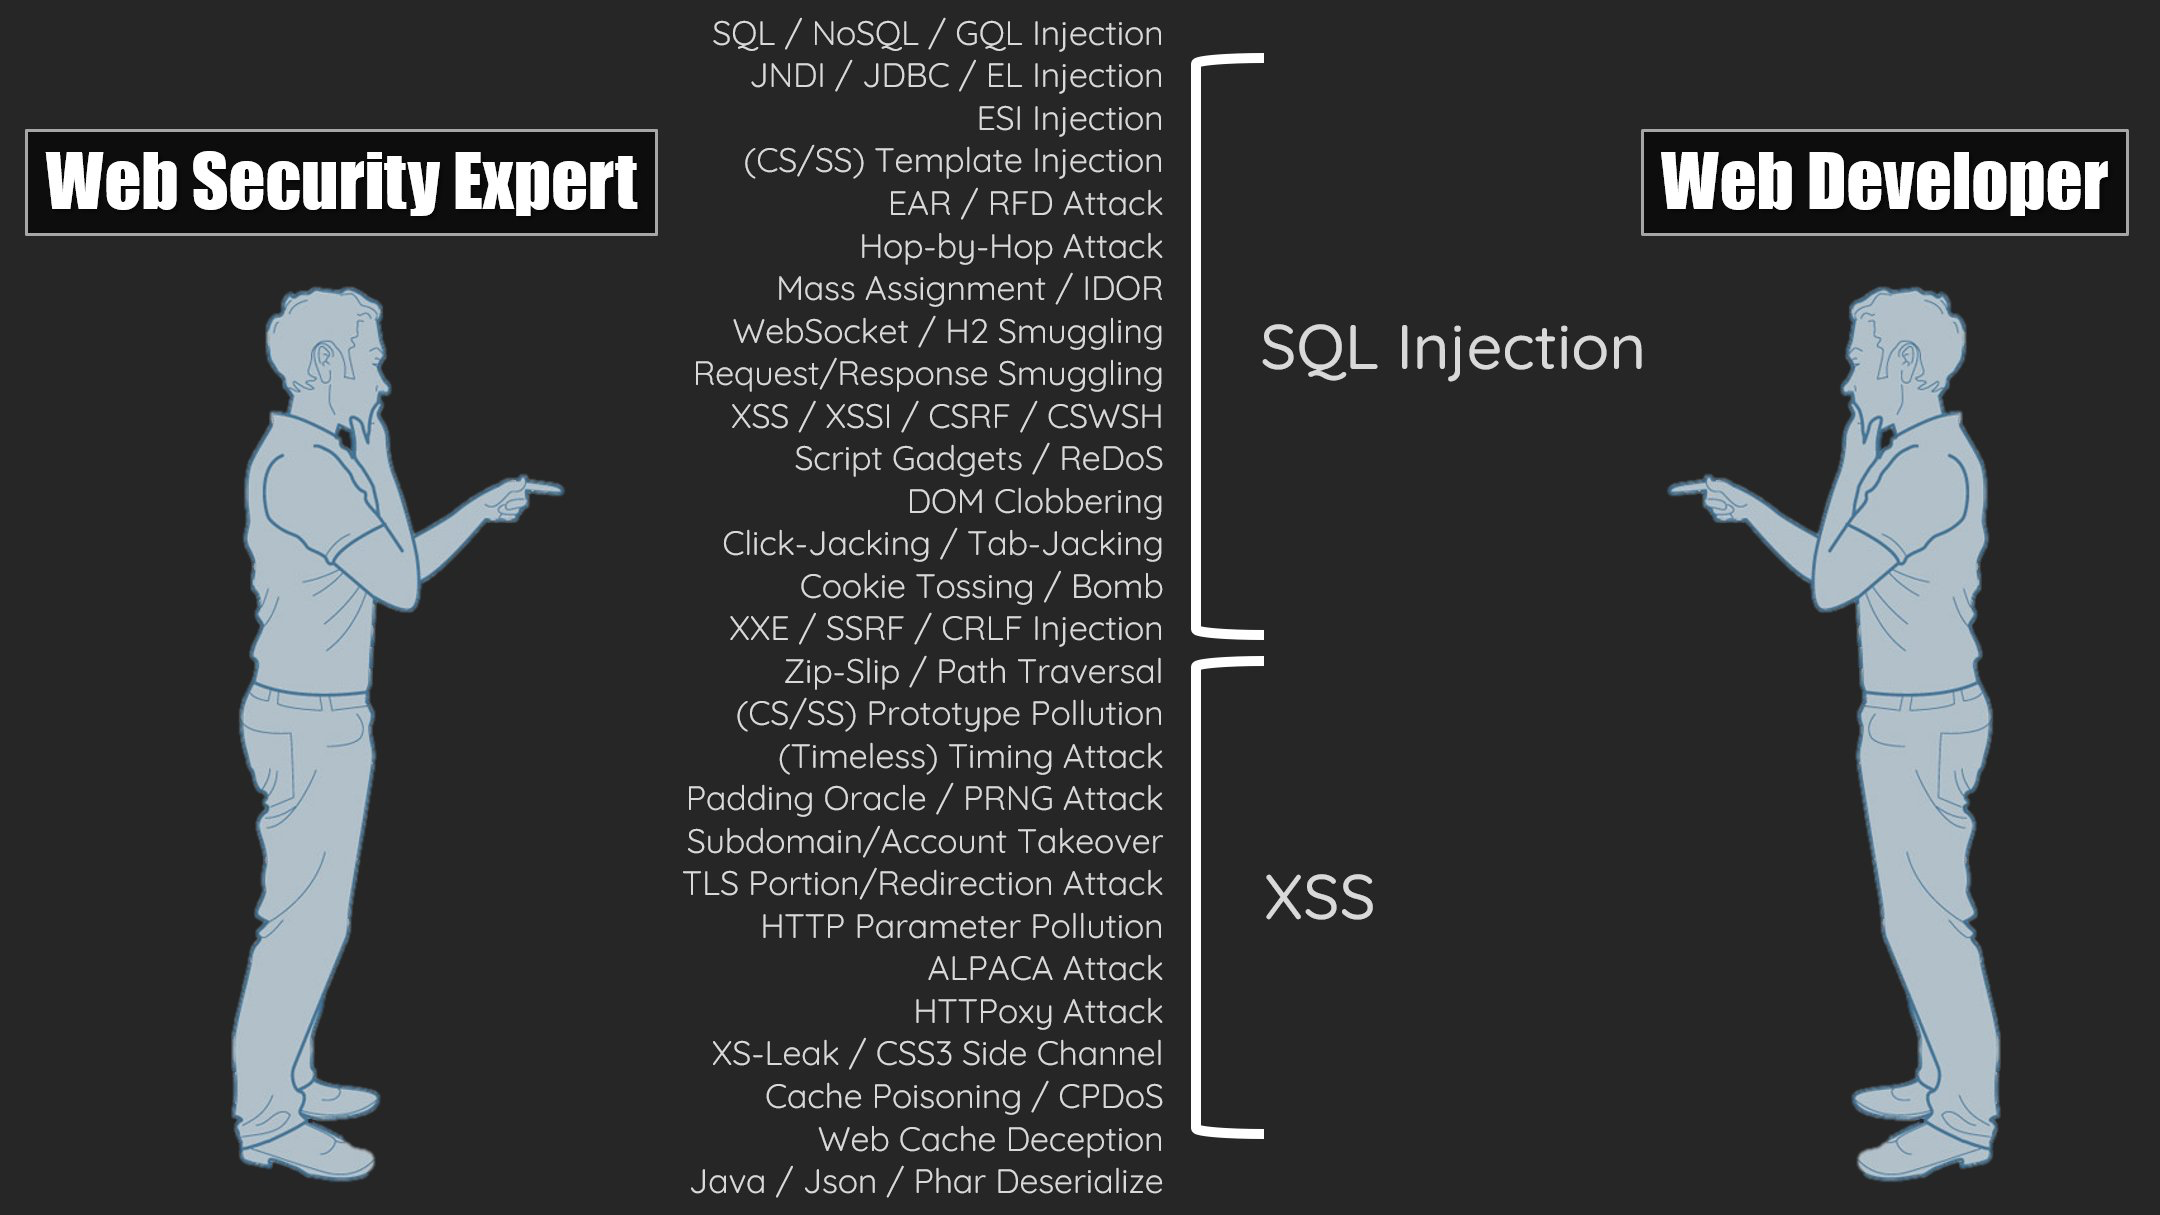 Web Security Expert
SQL / NoSQL / GQL Injection
JNDI / JDBC / EL Injection
ESI Injection
(CS/SS) Template Injection
EAR / RFD Attack
Hop-by-Hop Attack
Mass Assignment / IDOR
WebSocket / H2 Smuggling
Request/Response Smuggling
XSS / XSSI / CSRF / CSWSH
Script Gadgets / ReDoS
DOM Clobbering
Click-Jacking / Tab-Jacking
Cookie Tossing / Bomb
XXE / SSRF / CRLF Injection
Zip-Slip / Path Traversal
(CS/SS) Prototype Pollution
(Timeless) Timing Attack
Padding Oracle / PRNG Attack
Subdomain/Account Takeover
TLS Portion/Redirection Attack
HTTP Parameter Pollution
ALPACA Attack
HTTPoxy Attack
XS-Leak / CSS3 Side Channel
Cache Poisoning / CPDoS
Web Cache Deception
Java / Json / Phar Deserialize
Web Developer
SQL Injection
XSS